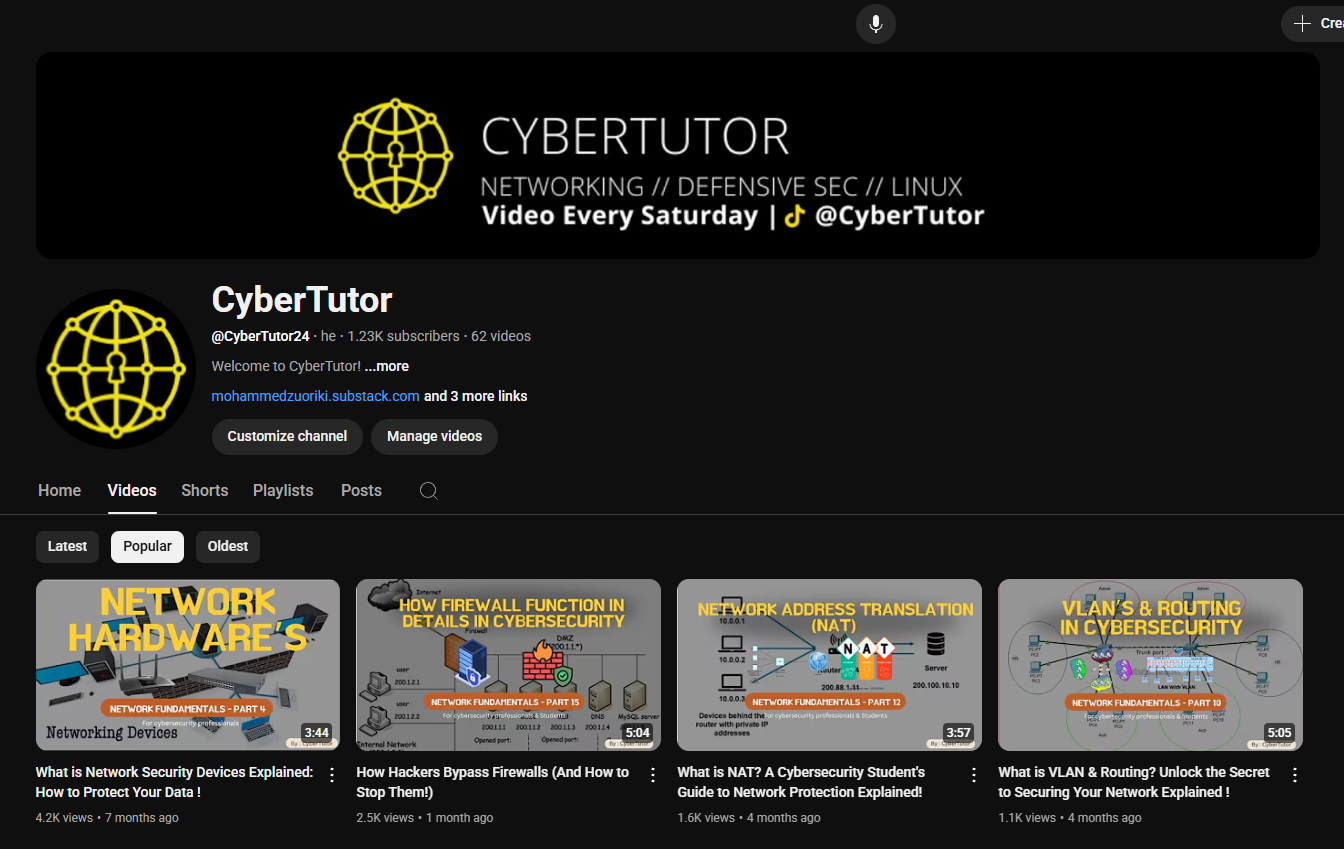 Cre
CYBERTUTOR
NETWORKING // DEFENSIVE SEC // LINUX
Video Every Saturday | @CyberTutor
CyberTutor
@CyberTutor24 · he · 1.23K subscribers · 62 videos
Welcome to CyberTutor! ...more
mohammedzuoriki.substack.com and 3 more links
Customize channel Manage videos
Home Videos Shorts Playlists Posts
Latest Popular Oldest
NETWORK
HARDWARE'S
NETWORK FUNDAMENTALS - PART 4
For cybersecurity professionals
Networking Devices
By : CyberTutor
3:44
What is Network Security Devices Explained:
How to Protect Your Data !
4.2K views • 7 months ago
Internet
HOW FIREWALL FUNCTION IN
DETAILS IN CYBERSECURITY
Firewall
DMZ
200.1.1.*)
user
200.1.2.1
NETWORK FUNDAMENTALS - PART 15
For cybersecurity professionals & Students
user
200.1.2.2
200.1.1.1 200.1.1.2 200.1.1.3 200.1.1.4
DNS MySQL server
Internal Network
Opened port: Opened port:
By : CyberTutor
5:04
How Hackers Bypass Firewalls (And How to
Stop Them!)
2.5K views • 1 month ago
NETWORK ADDRESS TRANSLATION
(NAT)
10.0.0.1
NAT
10.0.0.2
Router
Server
10.0.0.3
200.88.1.11
200.100.10.10
NETWORK FUNDAMENTALS - PART 12
For cybersecurity professionals & Students
Devices behind the
router with private IP
addresses
By : CyberTutor
3:57
What is NAT? A Cybersecurity Student's
Guide to Network Protection Explained!
1.6K views • 4 months ago
VLAN'S & ROUTING
IN CYBERSECURITY
Trunk port
LAN With VLAN
NETWORK FUNDAMENTALS - PART 10
For cybersecurity professionals & Students
By : CyberTutor
5:05
What is VLAN & Routing? Unlock the Secret
to Securing Your Network Explained !
1.1K views • 4 months ago